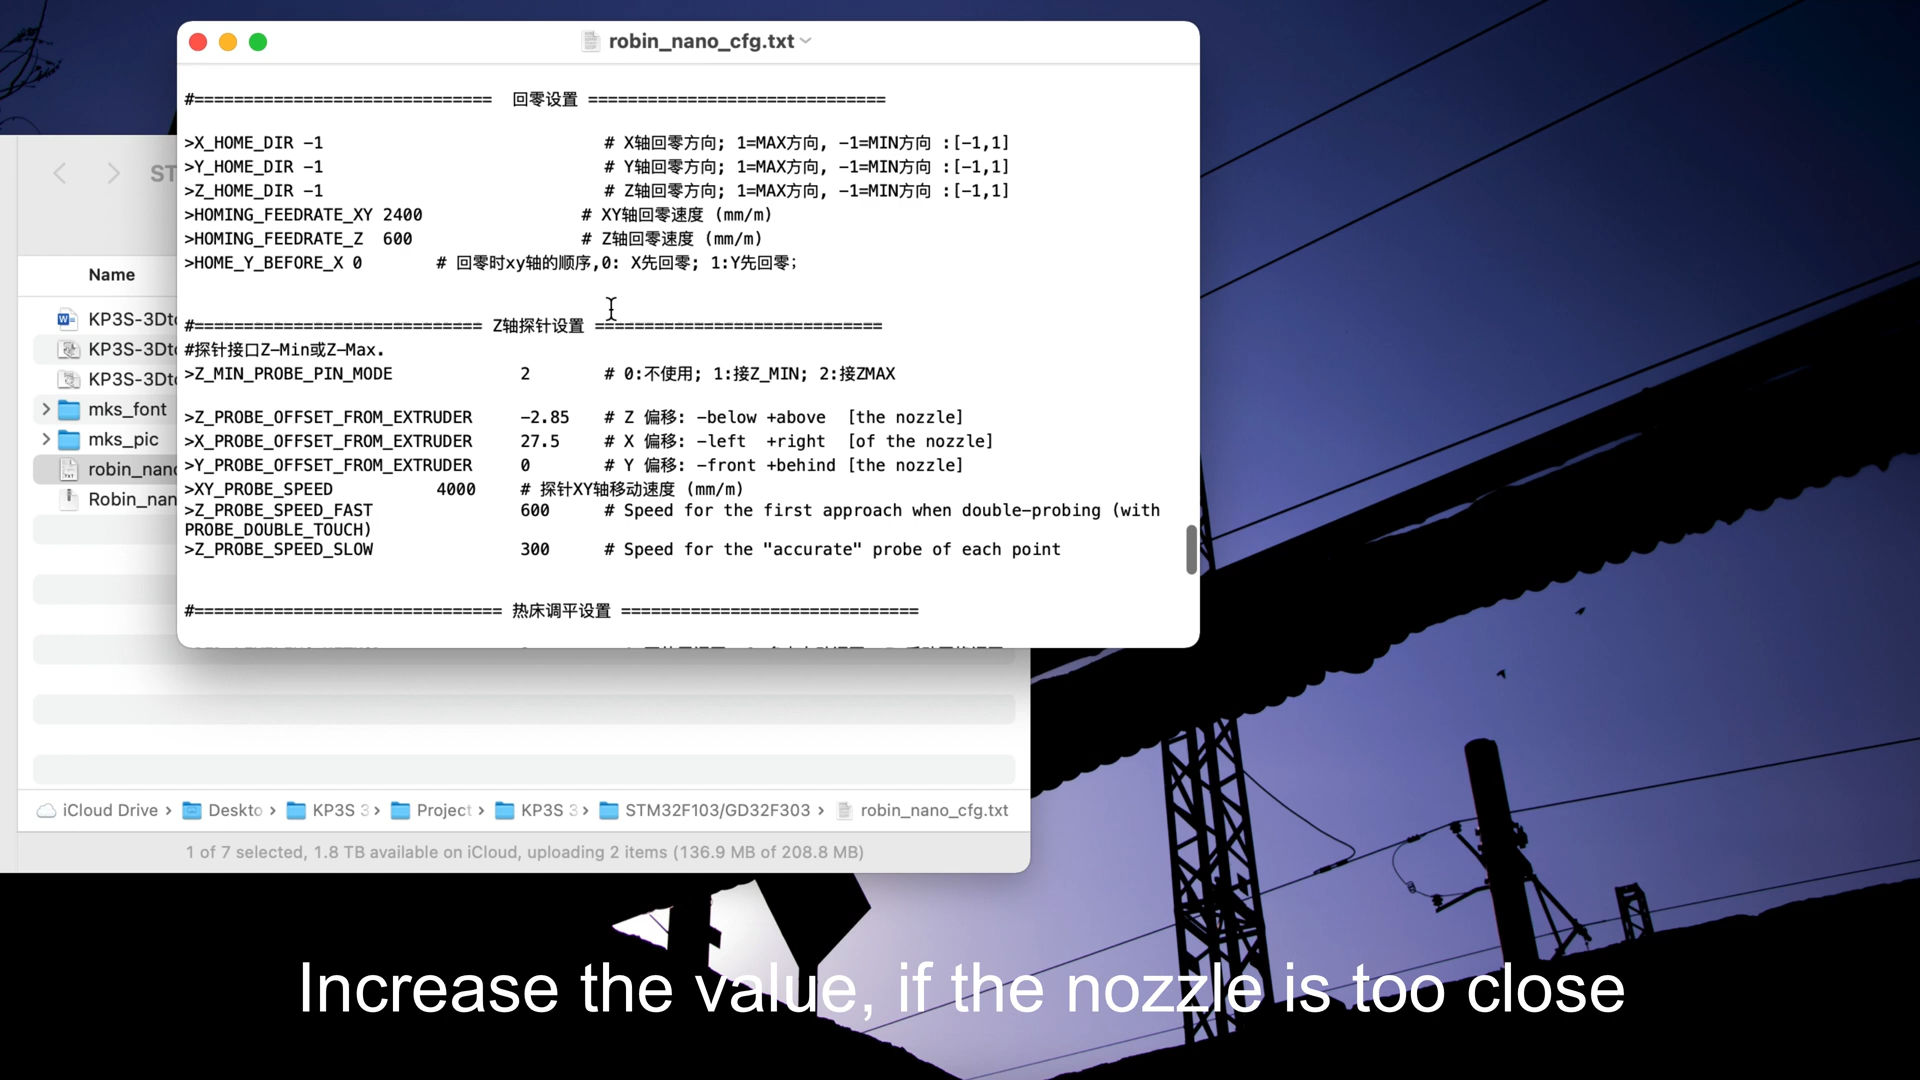 robin_nano_cfg.txt
#============================== 回零设置 ==============================
>X_HOME_DIR -1 # X轴回零方向; 1=MAX方向, -1=MIN方向 :[-1,1]
>Y_HOME_DIR -1 # Y轴回零方向; 1=MAX方向, -1=MIN方向 :[-1,1]
>Z_HOME_DIR -1 # Z轴回零方向; 1=MAX方向, -1=MIN方向 :[-1,1]
>HOMING_FEEDRATE_XY 2400 # XY轴回零速度 (mm/m)
>HOMING_FEEDRATE_Z 600 # Z轴回零速度 (mm/m)
>HOME_Y_BEFORE_X 0 # 回零时xy轴的顺序,0: X先回零; 1:Y先回零;
#============================= Z轴探针设置 =============================
#探针接口Z-Min或Z-Max.
>Z_MIN_PROBE_PIN_MODE 2 # 0:不使用; 1:接Z_MIN; 2:接ZMAX
>Z_PROBE_OFFSET_FROM_EXTRUDER -2.85 # Z 偏移: -below +above [the nozzle]
>X_PROBE_OFFSET_FROM_EXTRUDER 27.5 # X 偏移: -left +right [of the nozzle]
>Y_PROBE_OFFSET_FROM_EXTRUDER 0 # Y 偏移: -front +behind [the nozzle]
>XY_PROBE_SPEED 4000 # 探针XY轴移动速度 (mm/m)
>Z_PROBE_SPEED_FAST 600 # Speed for the first approach when double-probing (with
PROBE_DOUBLE_TOUCH)
>Z_PROBE_SPEED_SLOW 300 # Speed for the "accurate" probe of each point
#=============================== 热床调平设置 ==============================
ST
Name
KP3S-3Dto
KP3S-3Dto
KP3S-3Dto
mks_font
mks_pic
robin_nano
Robin_nan
iCloud Drive › Deskto › KP3S 3 › Project › KP3S 3 › STM32F103/GD32F303 › robin_nano_cfg.txt
1 of 7 selected, 1.8 TB available on iCloud, uploading 2 items (136.9 MB of 208.8 MB)
Increase the value, if the nozzle is too close